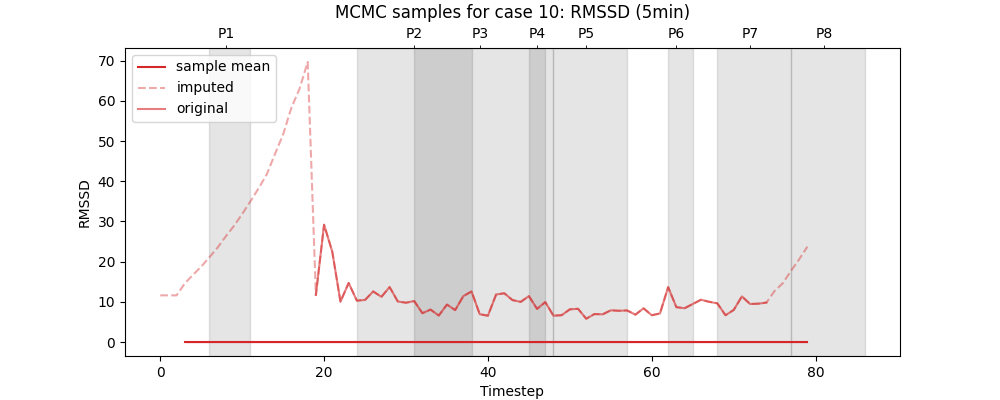 MCMC samples for case 10: RMSSD (5min)
P1 P2 P3 P4 P5 P6 P7 P8
sample mean
imputed
original
70
60
50
40
30
20
10
0
RMSSD
0 20 40 60 80
Timestep